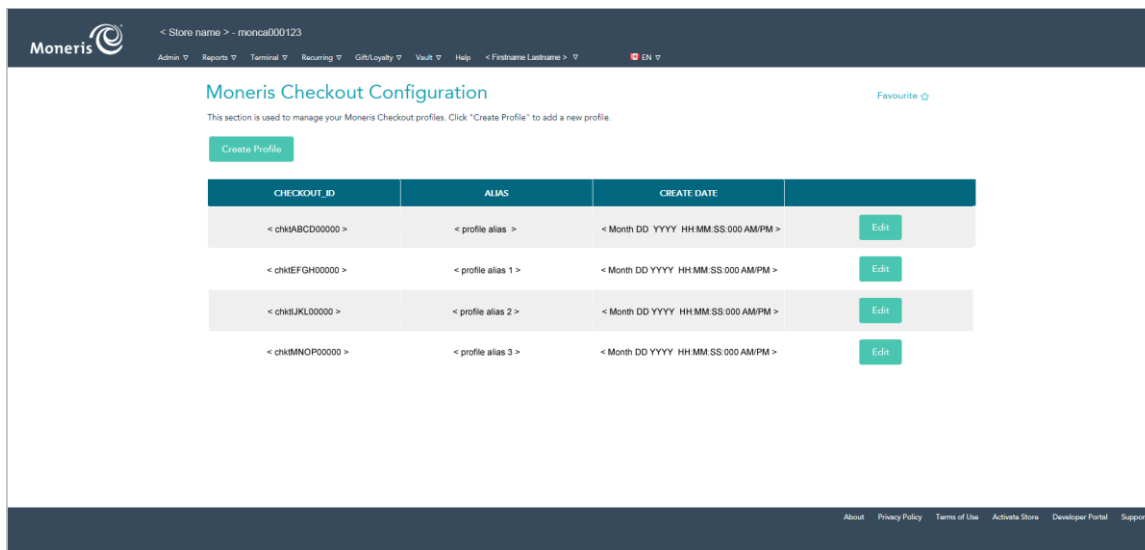 Moneris
< Store name > - monca000123
Admin ▽ Reports ▽ Terminal ▽ Recurring ▽ Gift/Loyalty ▽ Vault ▽ Help < Firstname Lastname > ▽ EN ▽
Moneris Checkout Configuration
Favourite ☆
This section is used to manage your Moneris Checkout profiles. Click "Create Profile" to add a new profile.
Create Profile
CHECKOUT_ID ALIAS CREATE DATE
< chktABCD00000 > < profile alias > < Month DD YYYY HH:MM:SS:000 AM/PM > Edit
< chktEFGH00000 > < profile alias 1 > < Month DD YYYY HH:MM:SS:000 AM/PM > Edit
< chktIJKL00000 > < profile alias 2 > < Month DD YYYY HH:MM:SS:000 AM/PM > Edit
< chktMNOP00000 > < profile alias 3 > < Month DD YYYY HH:MM:SS:000 AM/PM > Edit
About Privacy Policy Terms of Use Activate Store Developer Portal Suppor